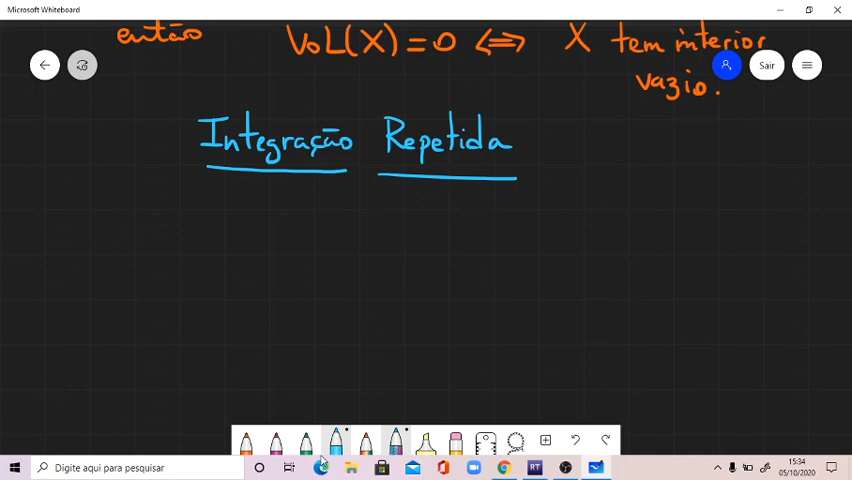 Microsoft Whiteboard
então VOL(X)=0 ⇔ X tem interior
vazio.
Sair
Integração Repetida
Digite aqui para pesquisar
RT
15:34
05/10/2020